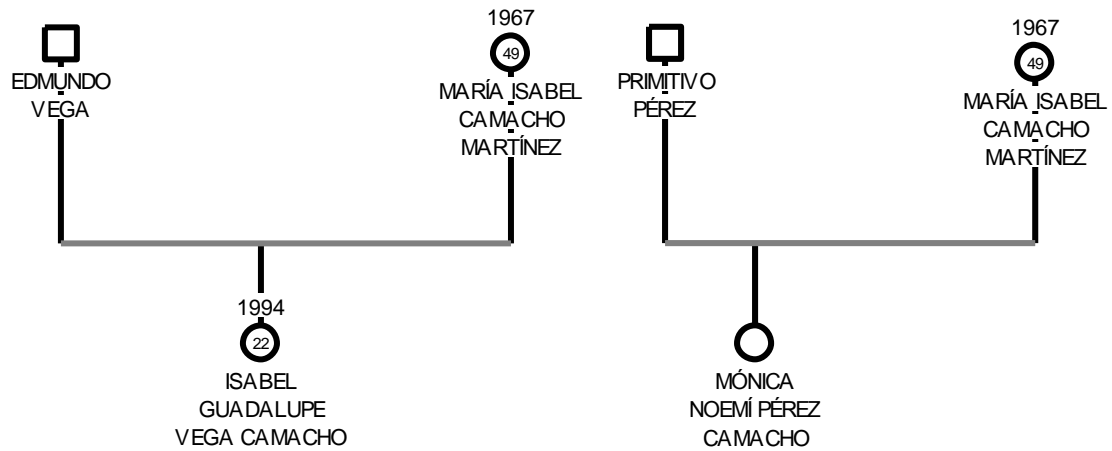 EDMUNDO
VEGA
1967
49
MARÍA ISABEL
CAMACHO
MARTÍNEZ
1994
22
ISABEL
GUADALUPE
VEGA CAMACHO
PRIMITIVO
PÉREZ
1967
49
MARÍA ISABEL
CAMACHO
MARTÍNEZ
MÓNICA
NOEMÍ PÉREZ
CAMACHO